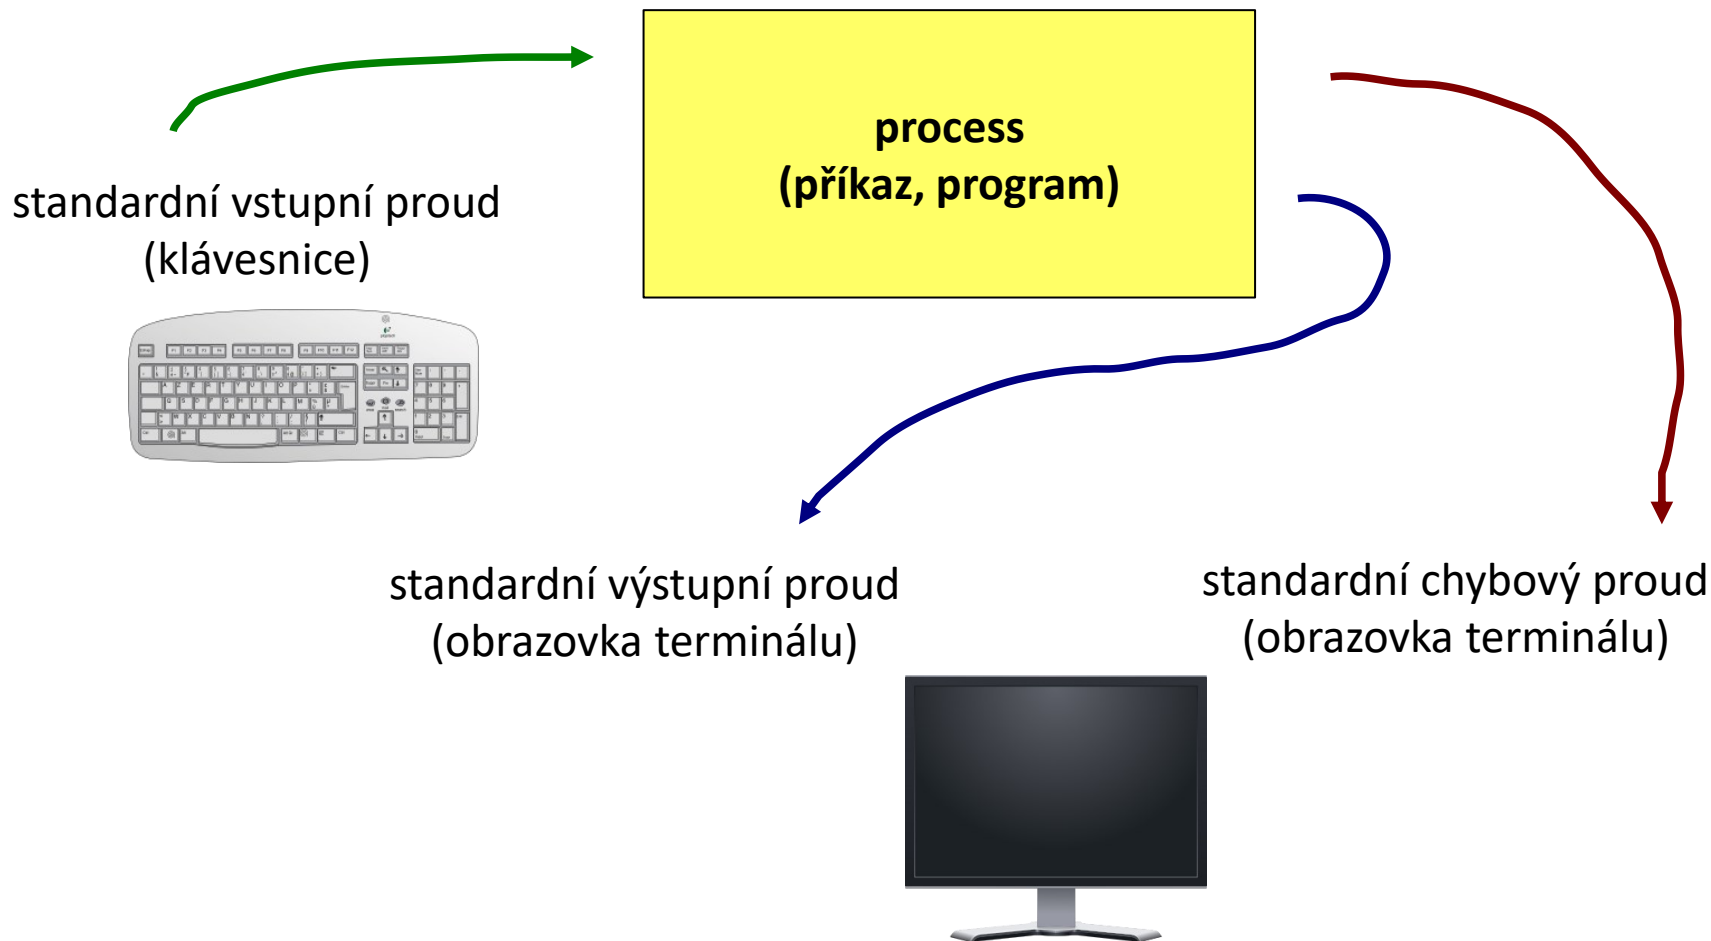 process
(příkaz, program)
standardní vstupní proud
(klávesnice)
standardní výstupní proud
(obrazovka terminálu)
standardní chybový proud
(obrazovka terminálu)